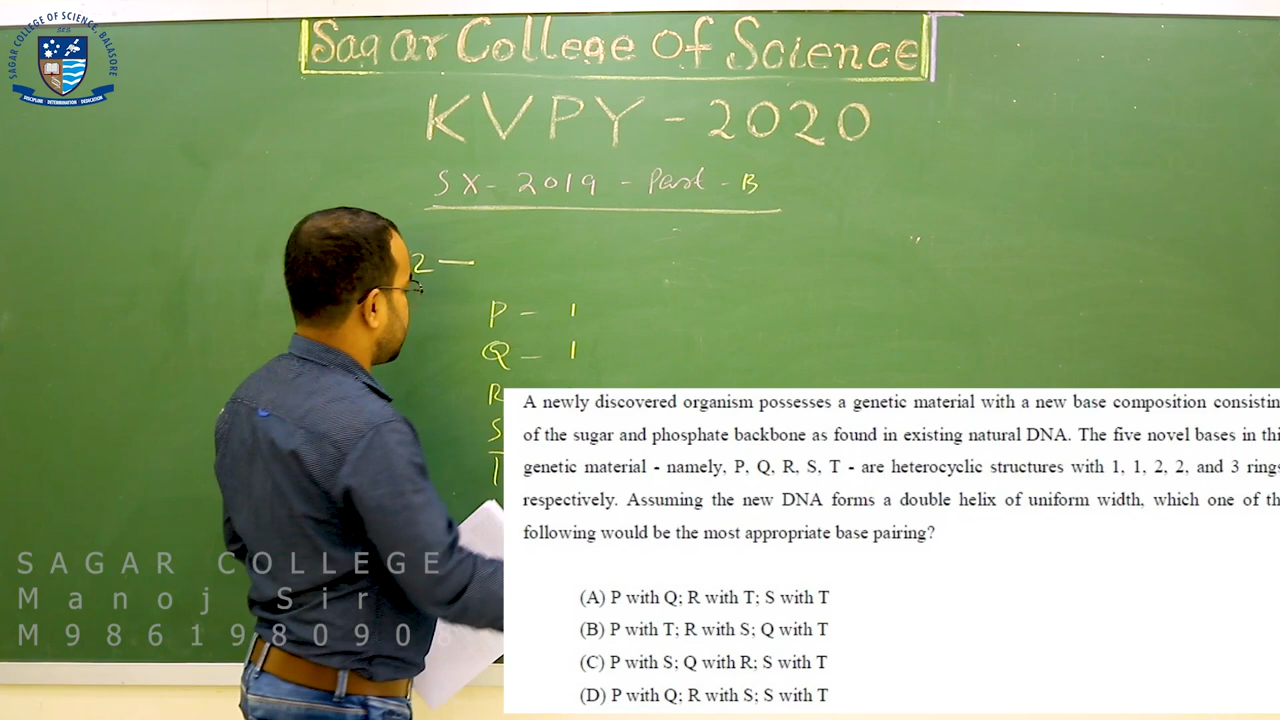 SAGAR COLLEGE OF SCIENCE, BALASORE
DISCIPLINE DETERMINATION DEDICATION
Sagar College Of Science
KVPY - 2020
SX - 2019 - Part - B
2 —
P - 1
Q - 1
R
S
T
A newly discovered organism possesses a genetic material with a new base composition consistin
of the sugar and phosphate backbone as found in existing natural DNA. The five novel bases in thi
genetic material - namely, P, Q, R, S, T - are heterocyclic structures with 1, 1, 2, 2, and 3 rings
respectively. Assuming the new DNA forms a double helix of uniform width, which one of th
following would be the most appropriate base pairing?
(A) P with Q; R with T; S with T
(B) P with T; R with S; Q with T
(C) P with S; Q with R; S with T
(D) P with Q; R with S; S with T
SAGAR COLLEGE
Manoj Sir
M9861980908